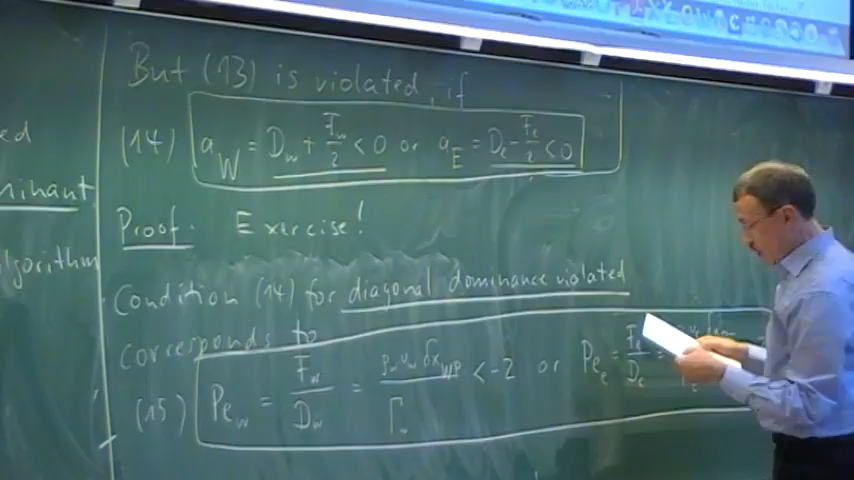 ed
minant
lgorithm
But (13) is violated, if
(14) a_W = D_w + F_w/2 < 0 or a_E = D_e - F_e/2 < 0
Proof: Exercise!
Condition (14) for diagonal dominance violated
corresponds to
(15) Pe_w = F_w/D_w = ρ_w u_w δx_WP/Γ_w < -2 or Pe_e = F_e/D_e =